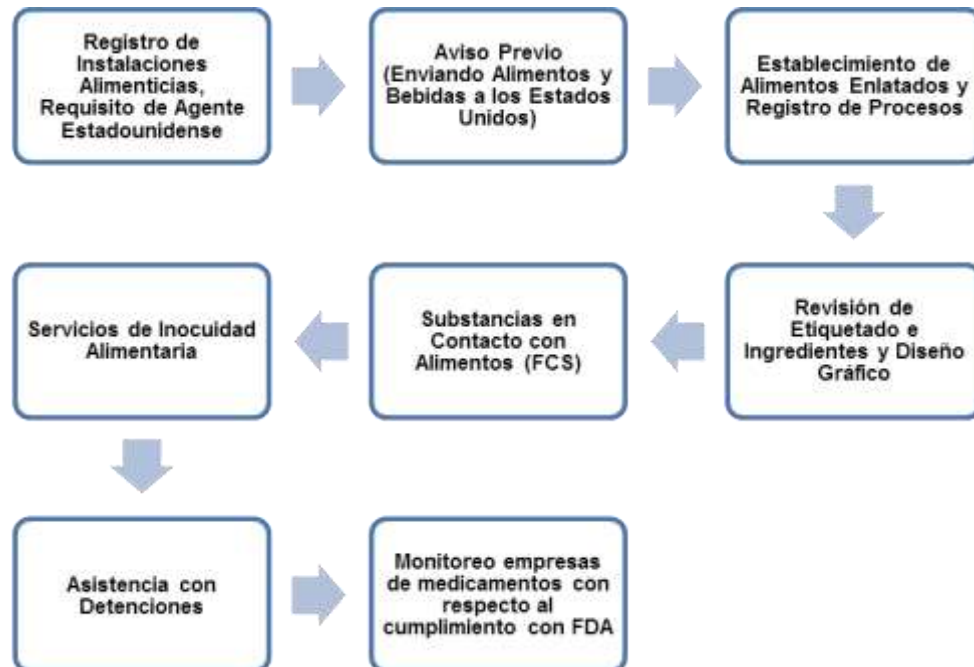 Registro de
Instalaciones
Alimenticias,
Requisito de Agente
Estadounidense
Aviso Previo
(Enviando Alimentos y
Bebidas a los Estados
Unidos)
Establecimiento de
Alimentos Enlatados y
Registro de Procesos
Revisión de
Etiquetado e
Ingredientes y Diseño
Gráfico
Substancias en
Contacto con
Alimentos (FCS)
Servicios de Inocuidad
Alimentaria
Asistencia con
Detenciones
Monitoreo empresas
de medicamentos con
respecto al
cumplimiento con FDA